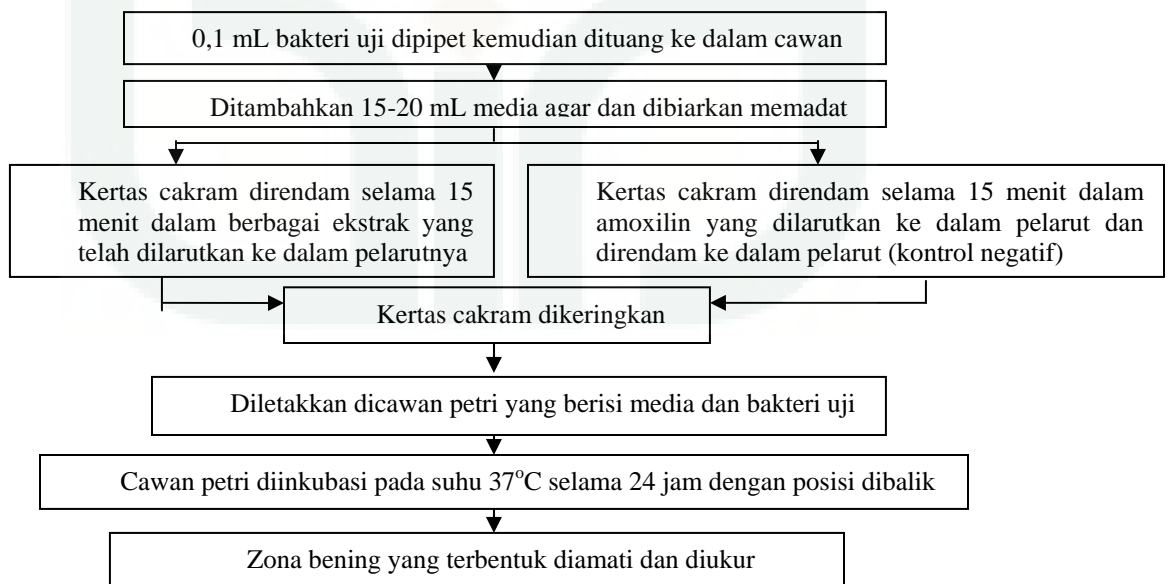 0,1 mL bakteri uji dipipet kemudian dituang ke dalam cawan
Ditambahkan 15-20 mL media agar dan dibiarkan memadat
Kertas cakram direndam selama 15
menit dalam berbagai ekstrak yang
telah dilarutkan ke dalam pelarutnya
Kertas cakram direndam selama 15 menit dalam
amoxilin yang dilarutkan ke dalam pelarut dan
direndam ke dalam pelarut (kontrol negatif)
Kertas cakram dikeringkan
Diletakkan dicawan petri yang berisi media dan bakteri uji
Cawan petri diinkubasi pada suhu 37°C selama 24 jam dengan posisi dibalik
Zona bening yang terbentuk diamati dan diukur